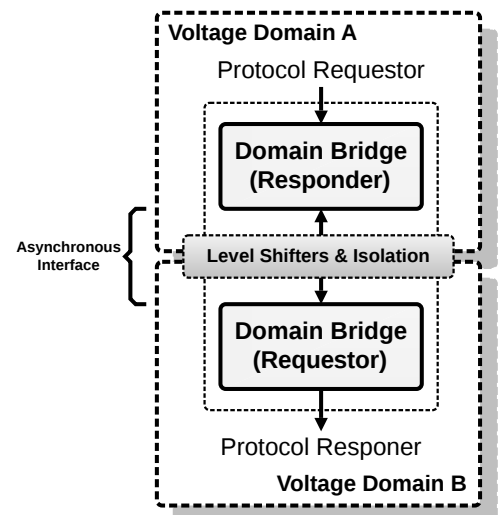 Voltage Domain A
Protocol Requestor
Domain Bridge
(Responder)
Asynchronous
Interface
Level Shifters & Isolation
Domain Bridge
(Requestor)
Protocol Responer
Voltage Domain B